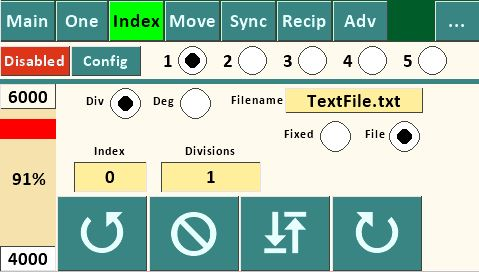 Main One Index Move Sync Recip Adv ...
Disabled Config 1 2 3 4 5
6000 Div Deg Filename TextFile.txt
Fixed File
Index Divisions
91% 0 1
4000